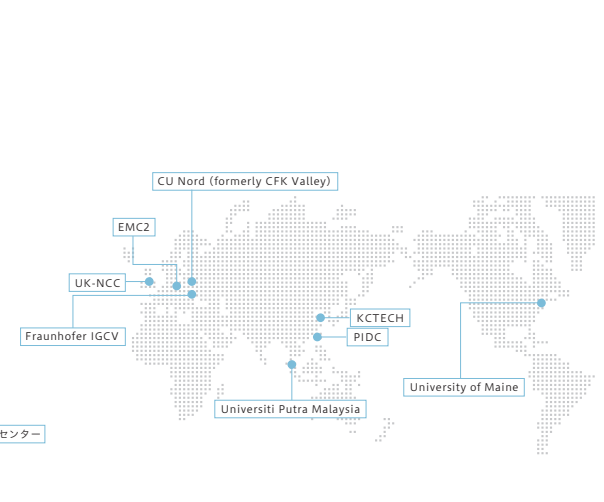 CU Nord (formerly CFK Valley)
EMC2
UK-NCC
KCTECH
PIDC
Fraunhofer IGCV
University of Maine
Universiti Putra Malaysia
センター